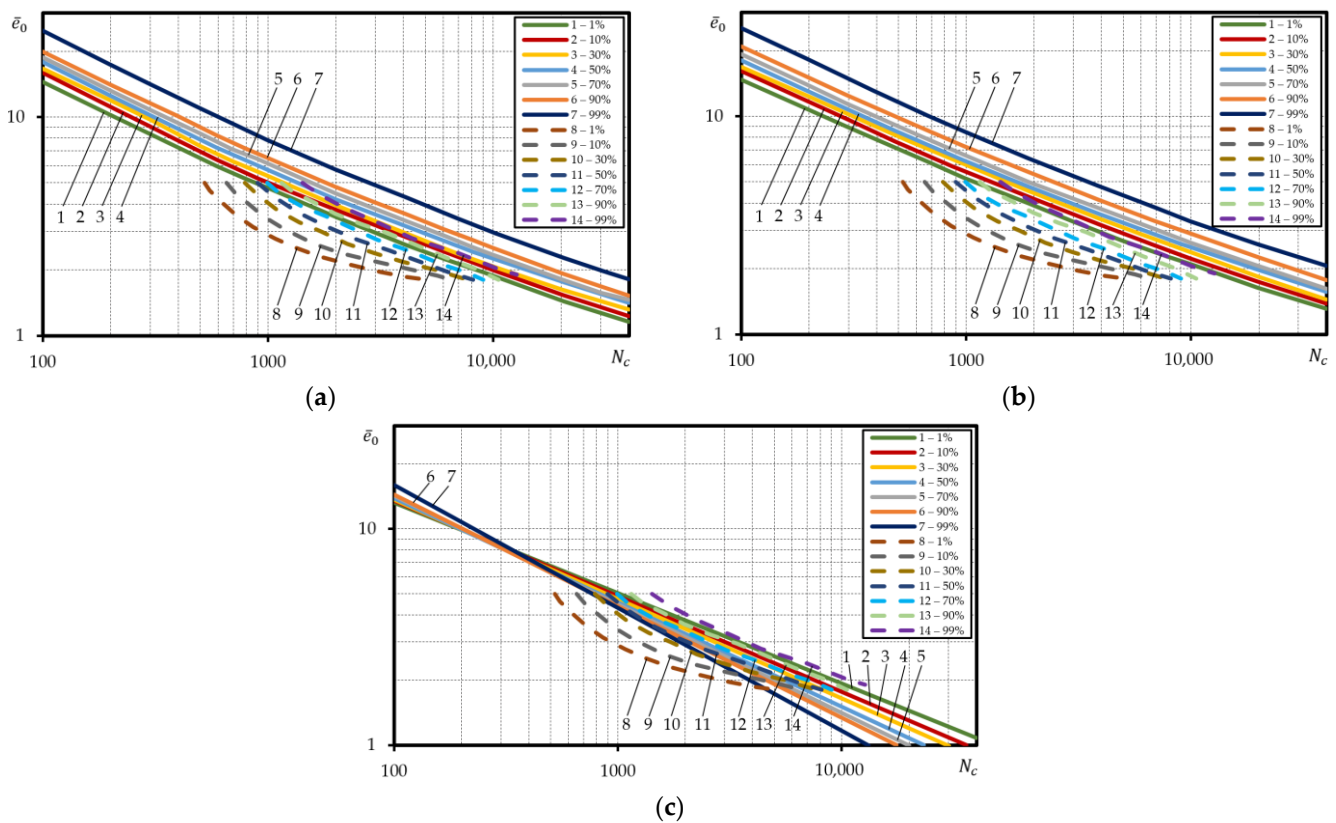 ē₀
10
1
1 – 1%
2 – 10%
3 – 30%
4 – 50%
5 – 70%
6 – 90%
7 – 99%
8 – 1%
9 – 10%
10 – 30%
11 – 50%
12 – 70%
13 – 90%
14 – 99%
5 6 7
1 2 3 4
8 9 10 11 12 13 14
100 1000 10,000 N_c
(a)
ē₀
10
1
1 – 1%
2 – 10%
3 – 30%
4 – 50%
5 – 70%
6 – 90%
7 – 99%
8 – 1%
9 – 10%
10 – 30%
11 – 50%
12 – 70%
13 – 90%
14 – 99%
5 6 7
1 2 3 4
8 9 10 11 12 13 14
100 1000 10,000 N_c
(b)
ē₀
10
1
1 – 1%
2 – 10%
3 – 30%
4 – 50%
5 – 70%
6 – 90%
7 – 99%
8 – 1%
9 – 10%
10 – 30%
11 – 50%
12 – 70%
13 – 90%
14 – 99%
6 7
1 2 3 4 5
8 9 10 11 12 13 14
100 1000 10,000 N_c
(c)